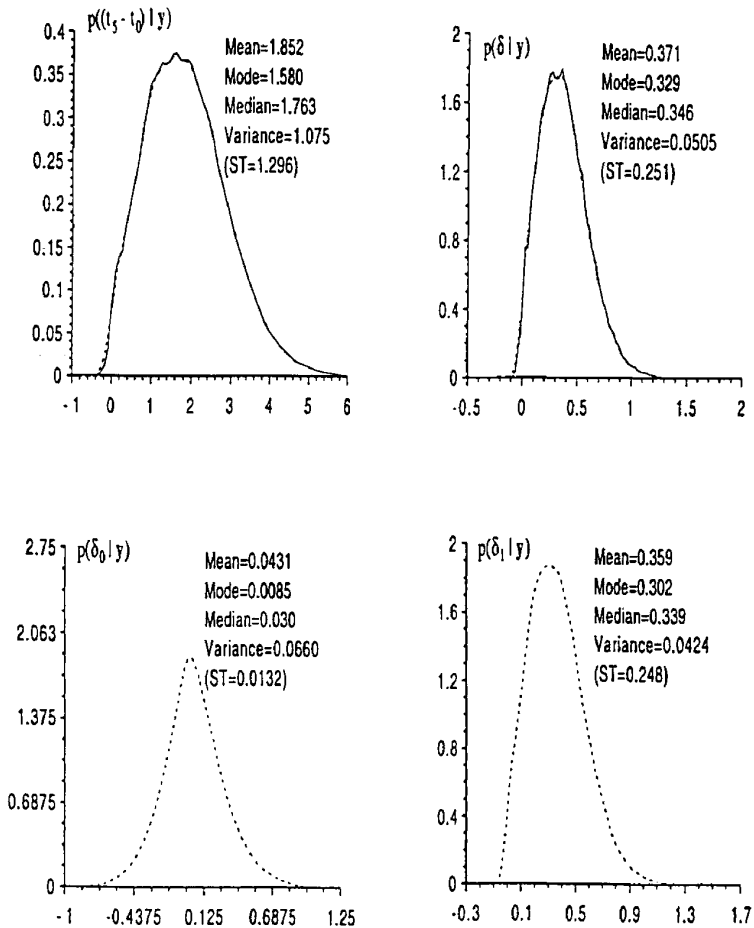 p((t₅ - t₀) | y)
Mean=1.852
Mode=1.580
Median=1.763
Variance=1.075
(ST=1.296)
0.4
0.35
0.3
0.25
0.2
0.15
0.1
0.05
0
-1 0 1 2 3 4 5 6
p(δ | y)
Mean=0.371
Mode=0.329
Median=0.346
Variance=0.0505
(ST=0.251)
2
1.6
1.2
0.8
0.4
0
-0.5 0 0.5 1 1.5 2
p(δ₀ | y)
Mean=0.0431
Mode=0.0085
Median=0.030
Variance=0.0660
(ST=0.0132)
2.75
2.063
1.375
0.6875
0
-1 -0.4375 0.125 0.6875 1.25
p(δ₁ | y)
Mean=0.359
Mode=0.302
Median=0.339
Variance=0.0424
(ST=0.248)
2
1.6
1.2
0.8
0.4
0
-0.3 0.1 0.5 0.9 1.3 1.7